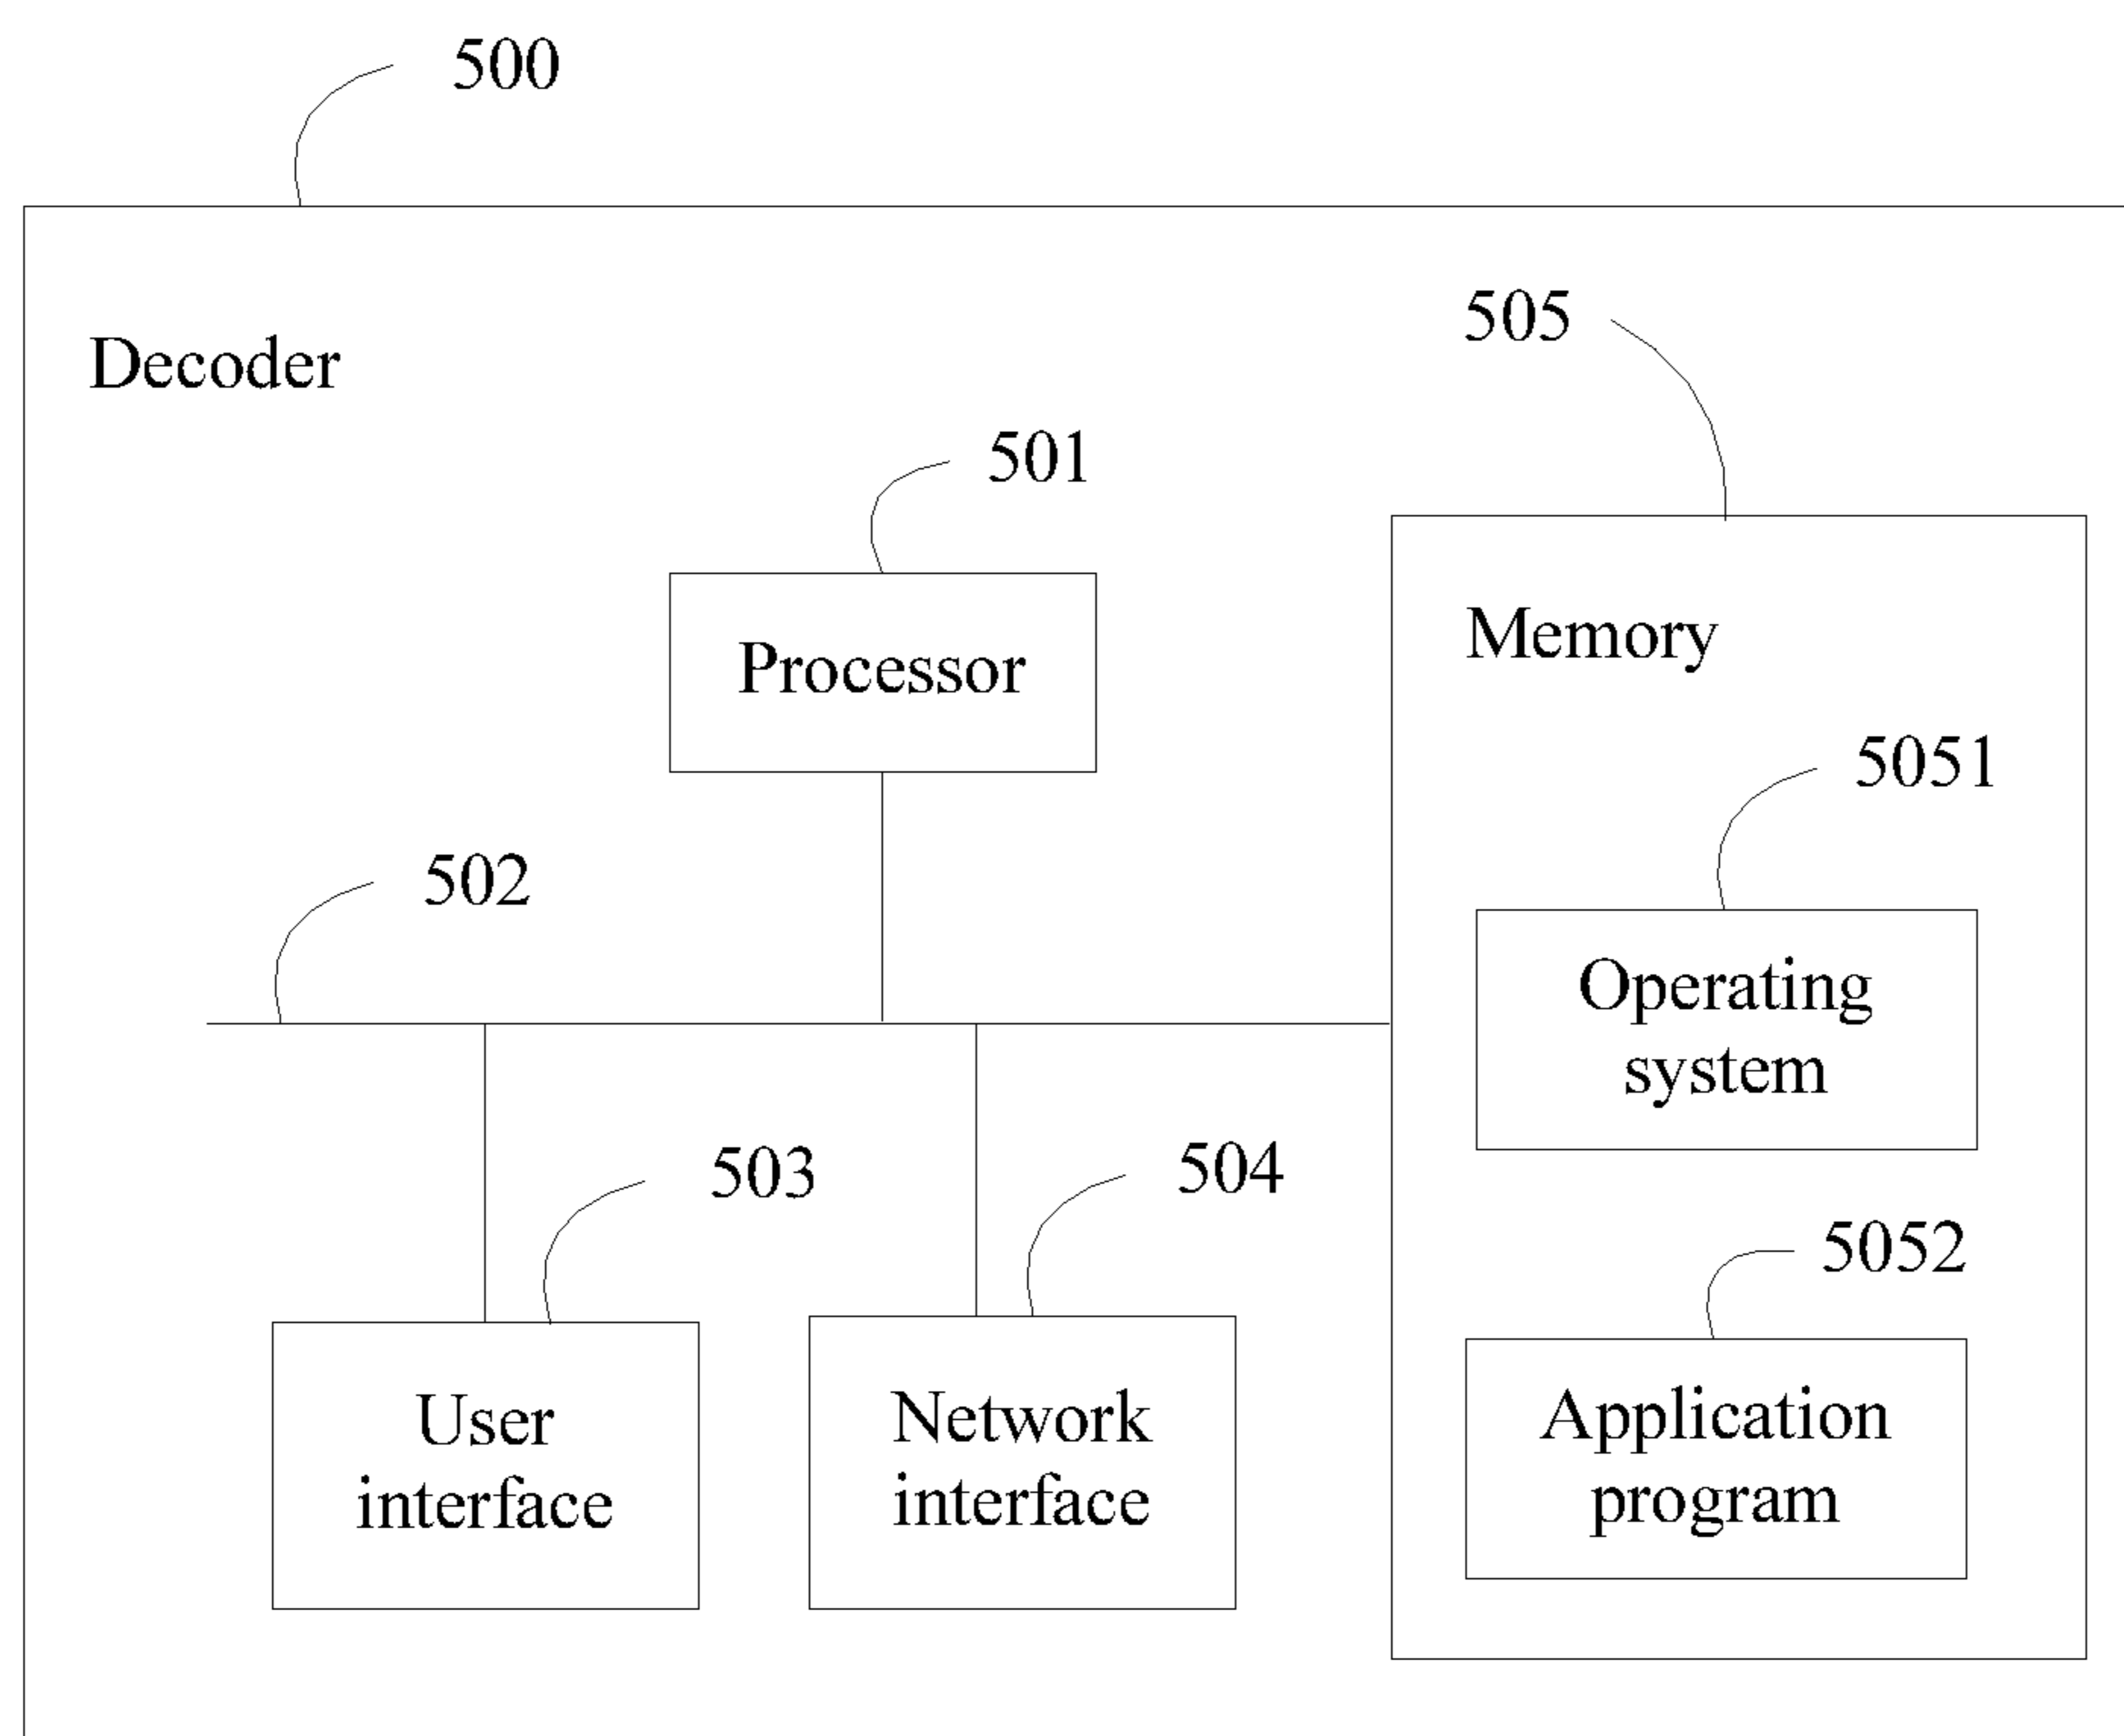 500
Decoder
505
501
Processor
Memory
5051
502
Operating
system
503
504
5052
User
interface
Network
interface
Application
program